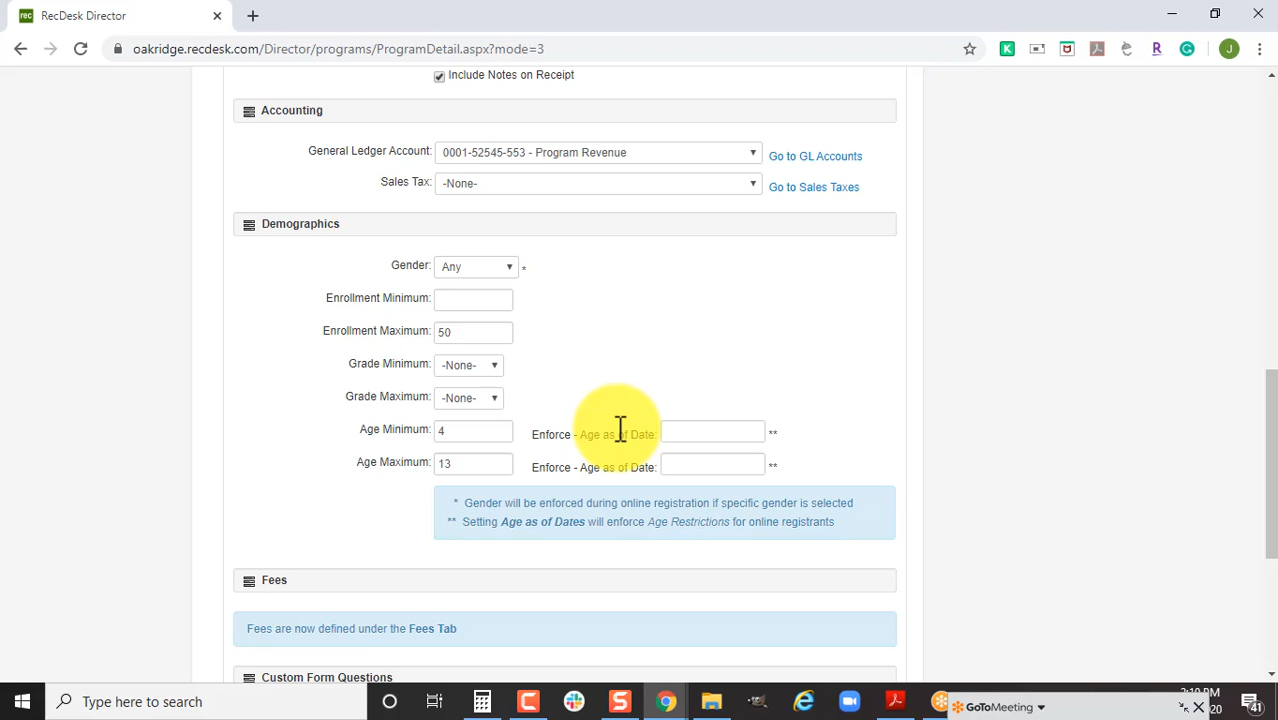 RecDesk Director
oakridge.recdesk.com/Director/programs/ProgramDetail.aspx?mode=3
J
Include Notes on Receipt
Accounting
General Ledger Account: 0001-52545-553 - Program Revenue Go to GL Accounts
Sales Tax: -None- Go to Sales Taxes
Demographics
Gender: Any *
Enrollment Minimum:
Enrollment Maximum: 50
Grade Minimum: -None-
Grade Maximum: -None-
Age Minimum: 4 Enforce - Age as of Date: **
Age Maximum: 13 Enforce - Age as of Date: **
* Gender will be enforced during online registration if specific gender is selected
** Setting Age as of Dates will enforce Age Restrictions for online registrants
Fees
Fees are now defined under the Fees Tab
Custom Form Questions
Type here to search
GoToMeeting
41